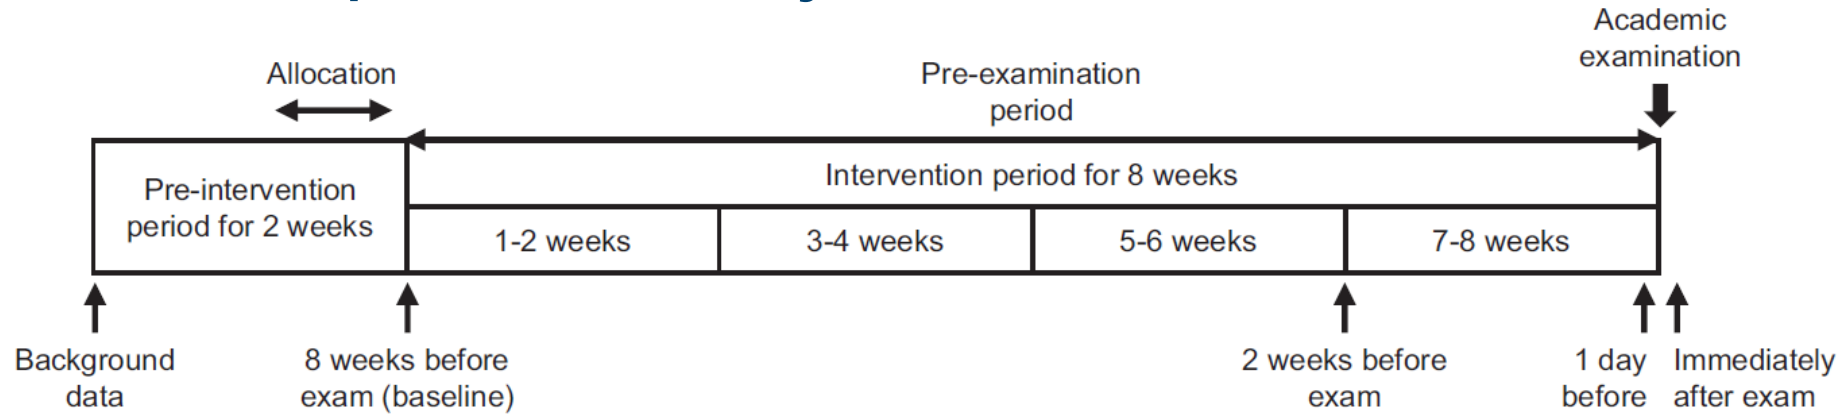 Academic
examination
Allocation
Pre-examination
period
Pre-intervention
period for 2 weeks
Intervention period for 8 weeks
1-2 weeks
3-4 weeks
5-6 weeks
7-8 weeks
Background
data
8 weeks before
exam (baseline)
2 weeks before
exam
1 day
before
Immediately
after exam